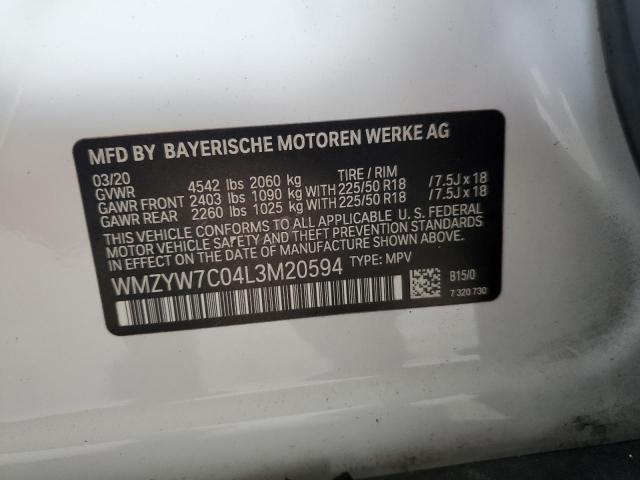 MFD BY BAYERISCHE MOTOREN WERKE AG
03/20 TIRE / RIM
GVWR 4542 lbs 2060 kg
GAWR FRONT 2403 lbs 1090 kg WITH 225/50 R18 /7.5J x 18
GAWR REAR 2260 lbs 1025 kg WITH 225/50 R18 /7.5J x 18
THIS VEHICLE CONFORMS TO ALL APPLICABLE U. S. FEDERAL
MOTOR VEHICLE SAFETY AND THEFT PREVENTION STANDARDS
IN EFFECT ON THE DATE OF MANUFACTURE SHOWN ABOVE.
WMZYW7C04L3M20594 TYPE: MPV
B15/0
7 320 730